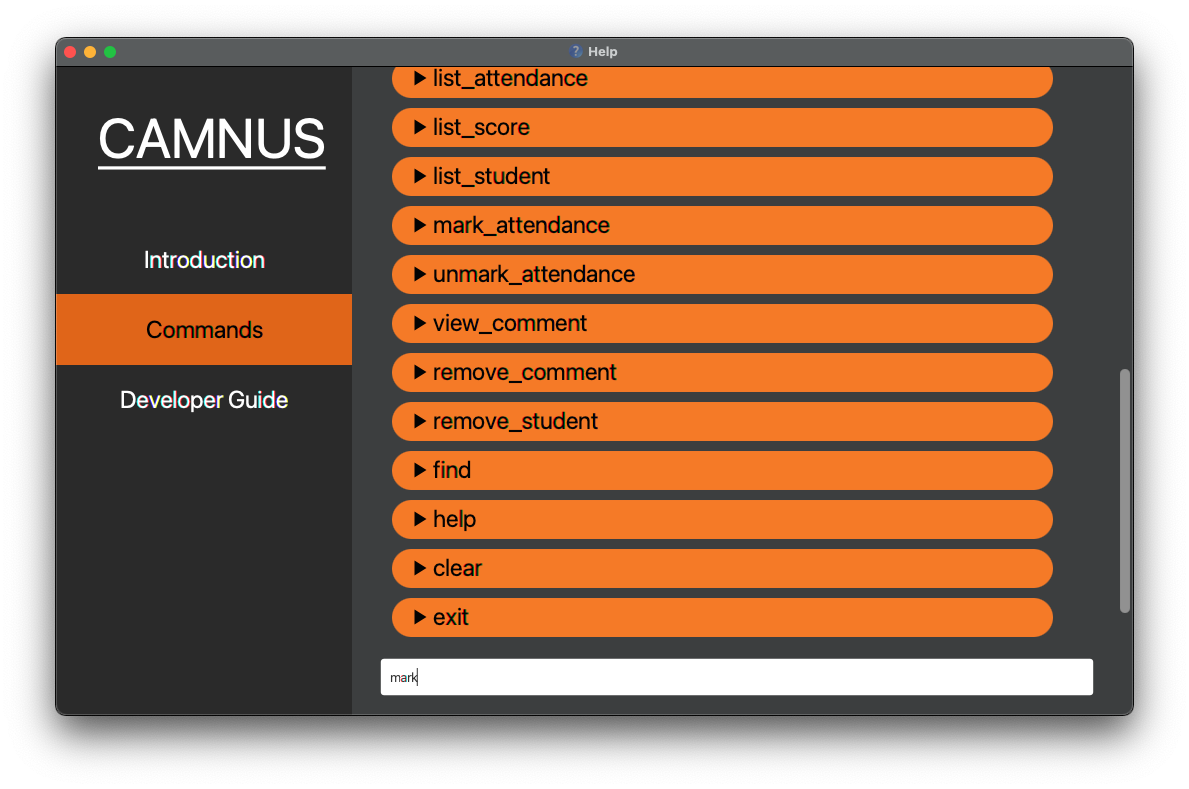 Help
CAMNUS
Introduction
Commands
Developer Guide
list_attendance
list_score
list_student
mark_attendance
unmark_attendance
view_comment
remove_comment
remove_student
find
help
clear
exit
mark